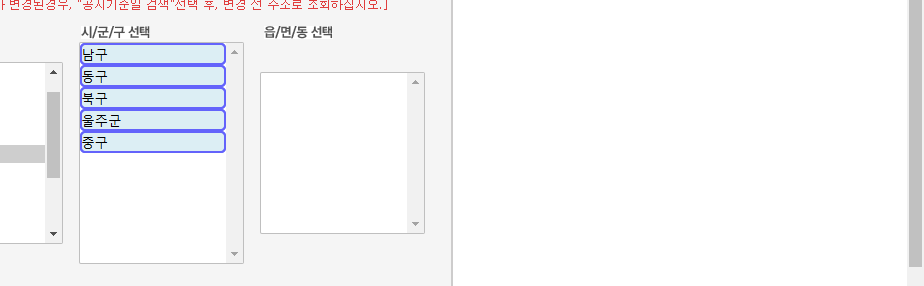 변경된경우, "공시기준일 검색"선택 후, 변경 전 주소로 조회하십시오.]
시/군/구 선택
읍/면/동 선택
남구
동구
북구
울주군
중구